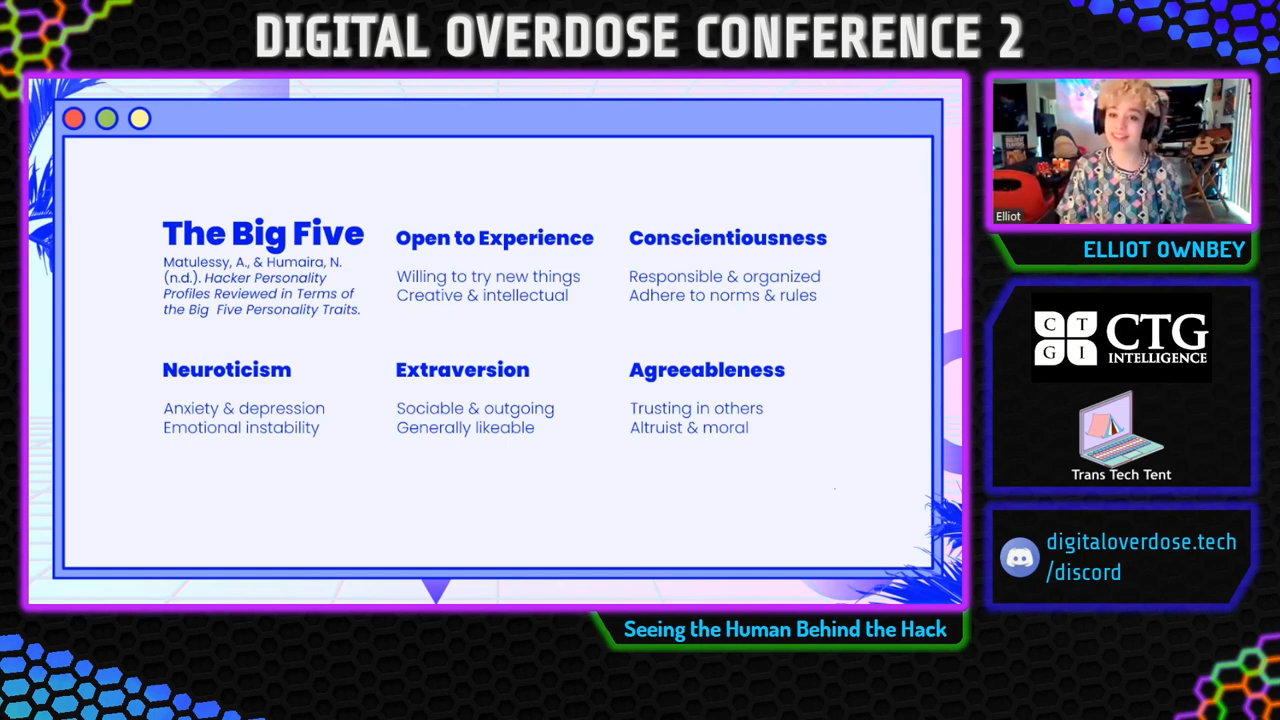 DIGITAL OVERDOSE CONFERENCE 2
The Big Five
Matulessy, A., & Humaira, N.
(n.d.). Hacker Personality
Profiles Reviewed in Terms of
the Big Five Personality Traits.
Open to Experience
Willing to try new things
Creative & intellectual
Conscientiousness
Responsible & organized
Adhere to norms & rules
Neuroticism
Anxiety & depression
Emotional instability
Extraversion
Sociable & outgoing
Generally likeable
Agreeableness
Trusting in others
Altruist & moral
Seeing the Human Behind the Hack
Elliot
ELLIOT OWNBEY
C T
G I
CTG
INTELLIGENCE
Trans Tech Tent
digitaloverdose.tech
/discord